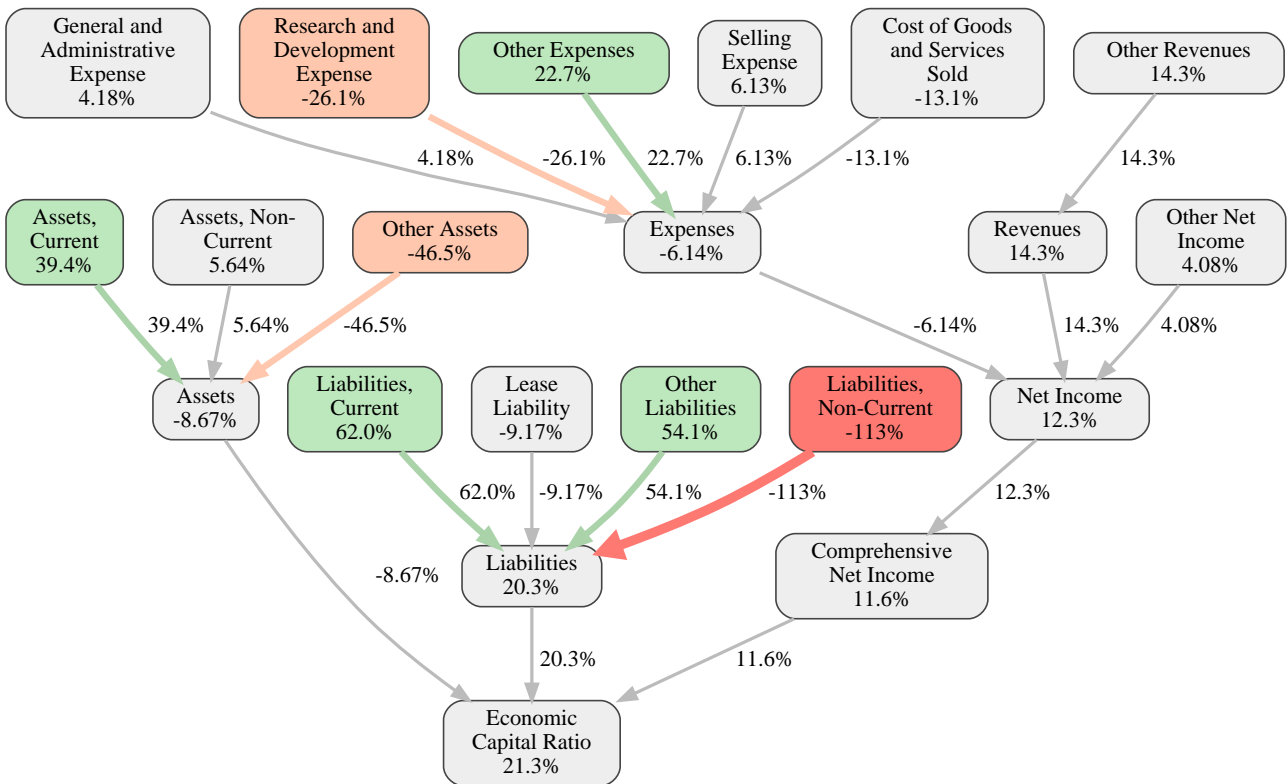 General and
Administrative
Expense
4.18%
Research and
Development
Expense
-26.1%
Other Expenses
22.7%
Selling
Expense
6.13%
Cost of Goods
and Services
Sold
-13.1%
Other Revenues
14.3%
4.18%
-26.1%
22.7%
6.13%
-13.1%
14.3%
Assets,
Current
39.4%
Assets, Non-
Current
5.64%
Other Assets
-46.5%
Expenses
-6.14%
Revenues
14.3%
Other Net
Income
4.08%
39.4%
5.64%
-46.5%
-6.14%
14.3%
4.08%
Assets
-8.67%
Liabilities,
Current
62.0%
Lease
Liability
-9.17%
Other
Liabilities
54.1%
Liabilities,
Non-Current
-113%
Net Income
12.3%
62.0%
-9.17%
54.1%
-113%
12.3%
-8.67%
Liabilities
20.3%
Comprehensive
Net Income
11.6%
20.3%
11.6%
Economic
Capital Ratio
21.3%